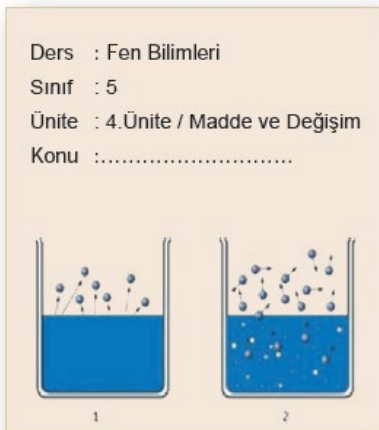 Ders : Fen Bilimleri
Sınıf : 5
Ünite : 4.Ünite / Madde ve Değişim
Konu :............................
1 2